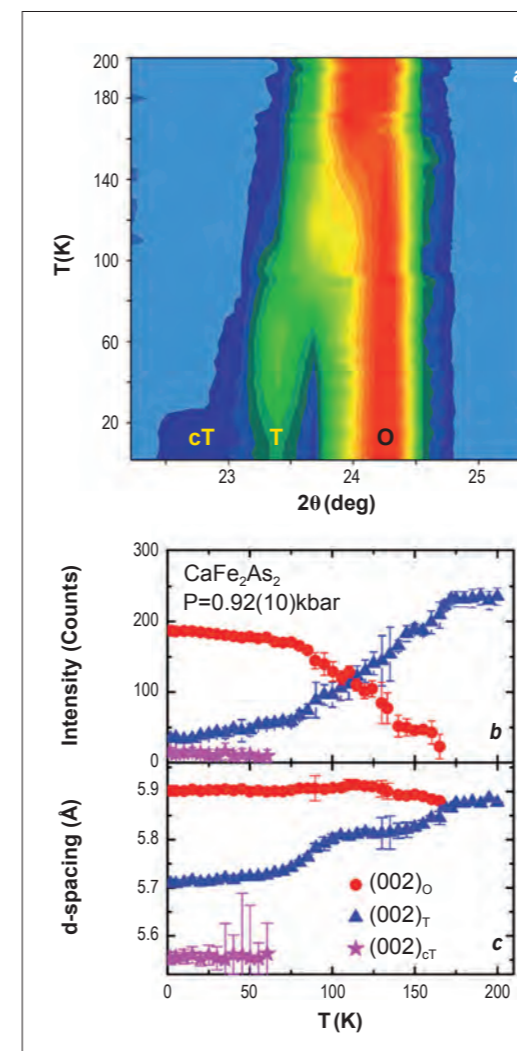 a
200
180
140
100
60
20
T(K)
cT
T
O
23
24
25
2θ (deg)
300
200
100
0
Intensity (Counts)
CaFe₂As₂
P=0.92(10)kbar
b
5.9
5.8
5.7
5.6
d-spacing (Å)
(002)O
(002)T
(002)cT
c
0
50
100
150
200
T(K)